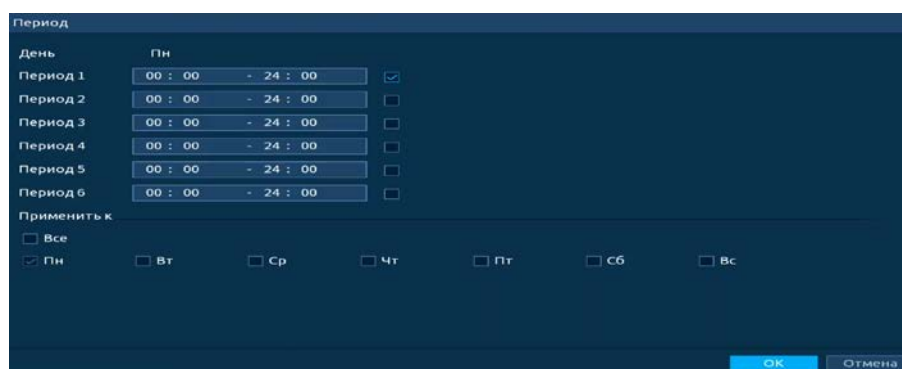 Период
День Пн
Период 1 00 : 00 - 24 : 00
Период 2 00 : 00 - 24 : 00
Период 3 00 : 00 - 24 : 00
Период 4 00 : 00 - 24 : 00
Период 5 00 : 00 - 24 : 00
Период 6 00 : 00 - 24 : 00
Применить к
Все
Пн Вт Ср Чт Пт Сб Вс
OK Отмена